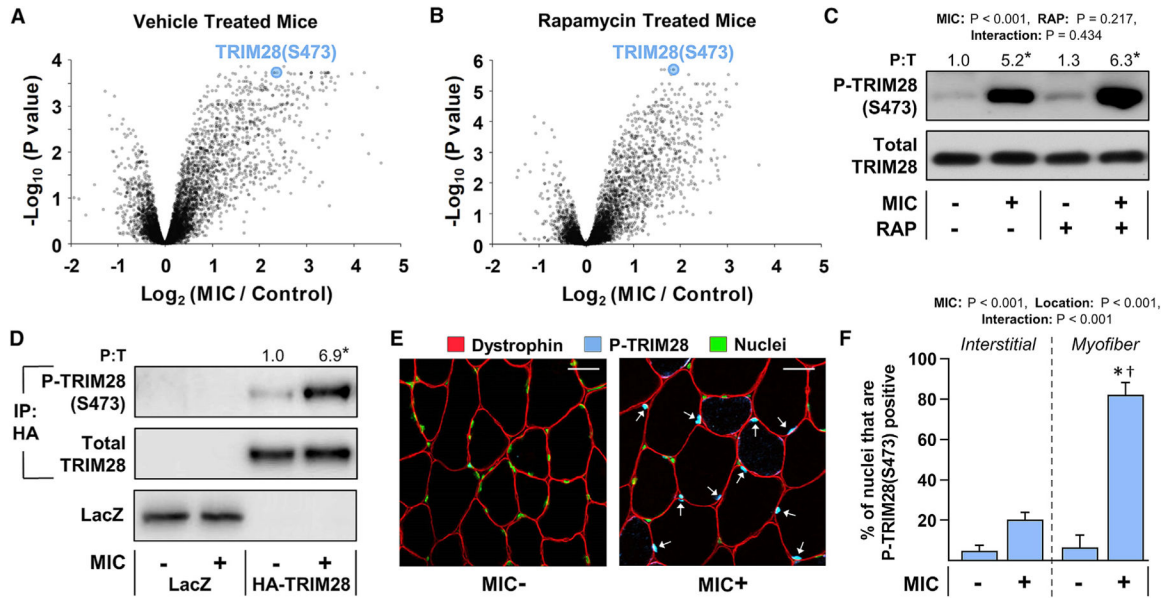 A
Vehicle Treated Mice
TRIM28(S473)
-Log10 (P value)
4
3
2
1
0
-2 -1 0 1 2 3 4 5
Log2 (MIC / Control)
B
Rapamycin Treated Mice
TRIM28(S473)
-Log10 (P value)
6
5
4
3
2
1
0
-2 -1 0 1 2 3 4 5
Log2 (MIC / Control)
C
MIC: P < 0.001, RAP: P = 0.217,
Interaction: P = 0.434
P:T 1.0 5.2* 1.3 6.3*
P-TRIM28
(S473)
Total
TRIM28
MIC - + - +
RAP - - + +
D
P:T 1.0 6.9*
IP:
HA
P-TRIM28
(S473)
Total
TRIM28
LacZ
MIC - + - +
LacZ HA-TRIM28
E
Dystrophin P-TRIM28 Nuclei
MIC- MIC+
MIC: P < 0.001, Location: P < 0.001,
Interaction: P < 0.001
F
Interstitial Myofiber
% of nuclei that are
P-TRIM28(S473) positive
100
80
60
40
20
*†
MIC - + - +